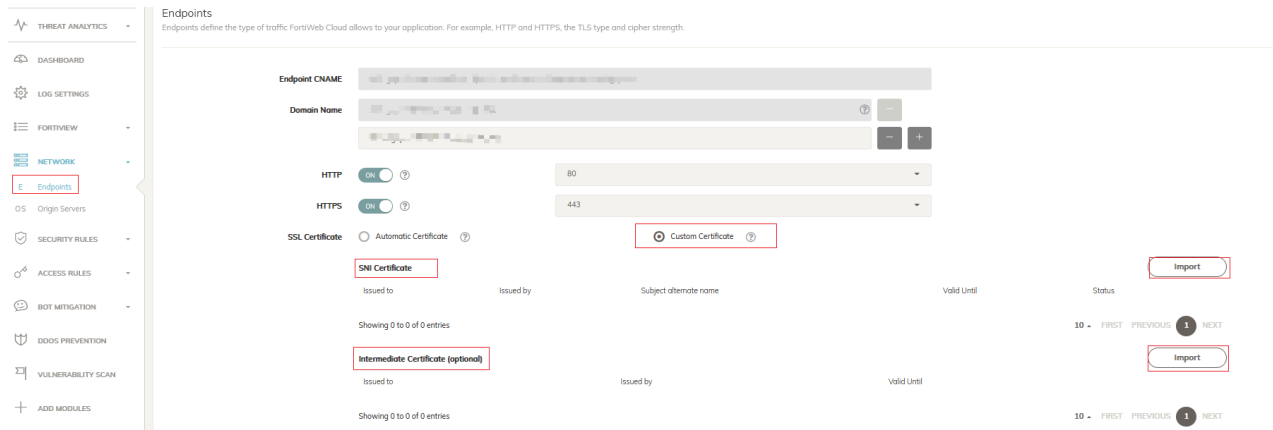 THREAT ANALYTICS
DASHBOARD
LOG SETTINGS
FORTIVIEW
NETWORK
E Endpoints
OS Origin Servers
SECURITY RULES
ACCESS RULES
BOT MITIGATION
DDOS PREVENTION
VULNERABILITY SCAN
ADD MODULES
Endpoints
Endpoints define the type of traffic FortiWeb Cloud allows to your application. For example, HTTP and HTTPS, the TLS type and cipher strength.
Endpoint CNAME
Domain Name
HTTP ON 80
HTTPS ON 443
SSL Certificate Automatic Certificate Custom Certificate
SNI Certificate Import
Issued to Issued by Subject alternate name Valid Until Status
Showing 0 to 0 of 0 entries 10 FIRST PREVIOUS 1 NEXT
Intermediate Certificate (optional) Import
Issued to Issued by Valid Until
Showing 0 to 0 of 0 entries 10 FIRST PREVIOUS 1 NEXT